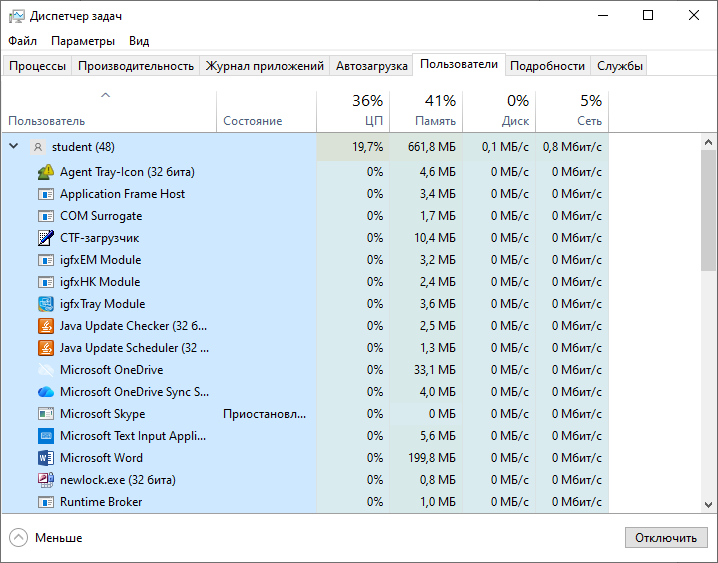 Диспетчер задач
Файл Параметры Вид
Процессы Производительность Журнал приложений Автозагрузка Пользователи Подробности Службы
36% 41% 0% 5%
Пользователь Состояние ЦП Память Диск Сеть
student (48) 19,7% 661,8 МБ 0,1 МБ/с 0,8 Мбит/с
Agent Tray-Icon (32 бита) 0% 4,6 МБ 0 МБ/с 0 Мбит/с
Application Frame Host 0% 3,4 МБ 0 МБ/с 0 Мбит/с
COM Surrogate 0% 1,7 МБ 0 МБ/с 0 Мбит/с
CTF-загрузчик 0% 10,4 МБ 0 МБ/с 0 Мбит/с
igfxEM Module 0% 3,2 МБ 0 МБ/с 0 Мбит/с
igfxHK Module 0% 2,4 МБ 0 МБ/с 0 Мбит/с
igfxTray Module 0% 3,6 МБ 0 МБ/с 0 Мбит/с
Java Update Checker (32 б... 0% 2,5 МБ 0 МБ/с 0 Мбит/с
Java Update Scheduler (32 ... 0% 1,3 МБ 0 МБ/с 0 Мбит/с
Microsoft OneDrive 0% 33,1 МБ 0 МБ/с 0 Мбит/с
Microsoft OneDrive Sync S... 0% 4,0 МБ 0 МБ/с 0 Мбит/с
Microsoft Skype Приостановл... 0% 0 МБ 0 МБ/с 0 Мбит/с
Microsoft Text Input Appli... 0% 5,6 МБ 0 МБ/с 0 Мбит/с
Microsoft Word 0% 199,8 МБ 0 МБ/с 0 Мбит/с
newlock.exe (32 бита) 0% 0,8 МБ 0 МБ/с 0 Мбит/с
Runtime Broker 0% 1,0 МБ 0 МБ/с 0 Мбит/с
Меньше Отключить